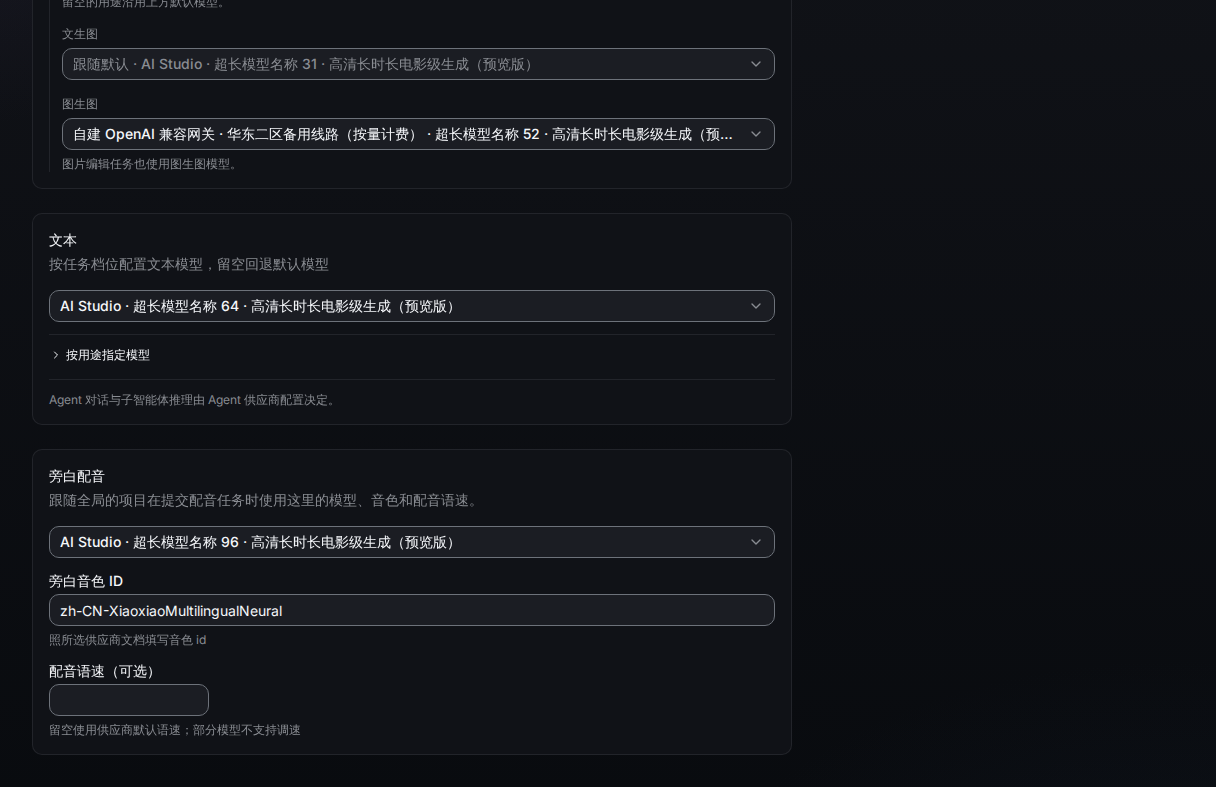 留空的用途沿用上方默认模型。
文生图
跟随默认 · AI Studio · 超长模型名称 31 · 高清长时长电影级生成（预览版）
图生图
自建 OpenAI 兼容网关 · 华东二区备用线路（按量计费） · 超长模型名称 52 · 高清长时长电影级生成（预...
图片编辑任务也使用图生图模型。
文本
按任务档位配置文本模型，留空回退默认模型
AI Studio · 超长模型名称 64 · 高清长时长电影级生成（预览版）
按用途指定模型
Agent 对话与子智能体推理由 Agent 供应商配置决定。
旁白配音
跟随全局的项目在提交配音任务时使用这里的模型、音色和配音语速。
AI Studio · 超长模型名称 96 · 高清长时长电影级生成（预览版）
旁白音色 ID
zh-CN-XiaoxiaoMultilingualNeural
照所选供应商文档填写音色 id
配音语速（可选）
留空使用供应商默认语速；部分模型不支持调速